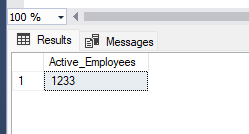 100 %
Results Messages
Active_Employees
1 1233